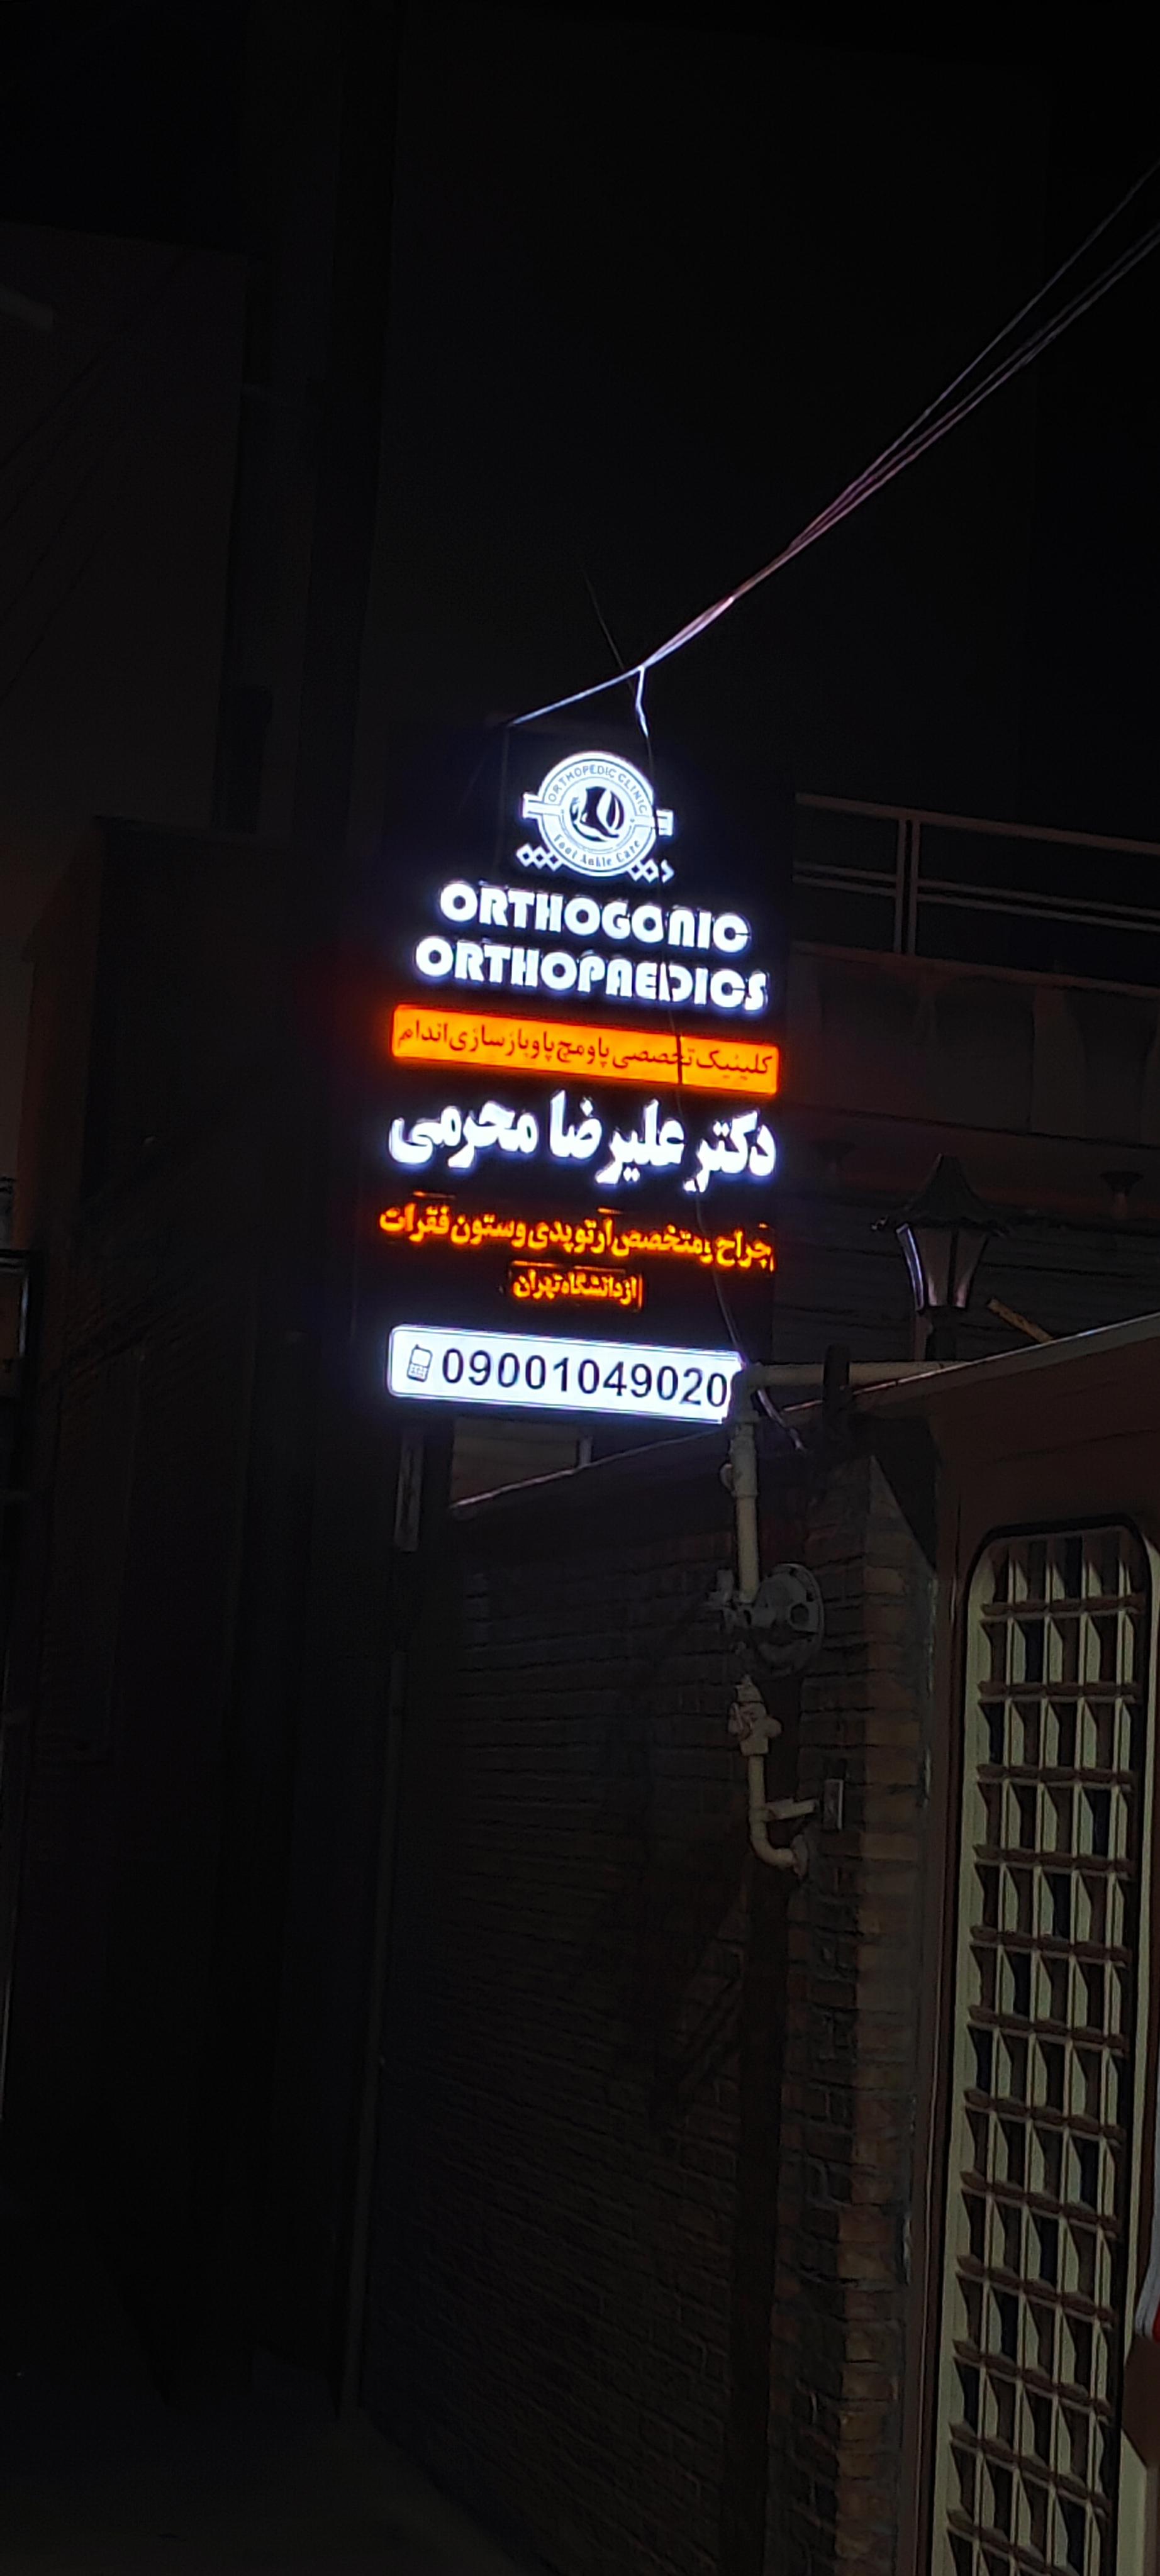 ORTHOPEDIC CLINIC
Foot Ankle Care
ORTHOGONIC
ORTHOPAEDICS
کلینیک تخصصی پا و مچ پا و بازسازی اندام
دکتر علیرضا محرمی
جراح و متخصص ارتوپدی و ستون فقرات
از دانشگاه تهران
09001049020